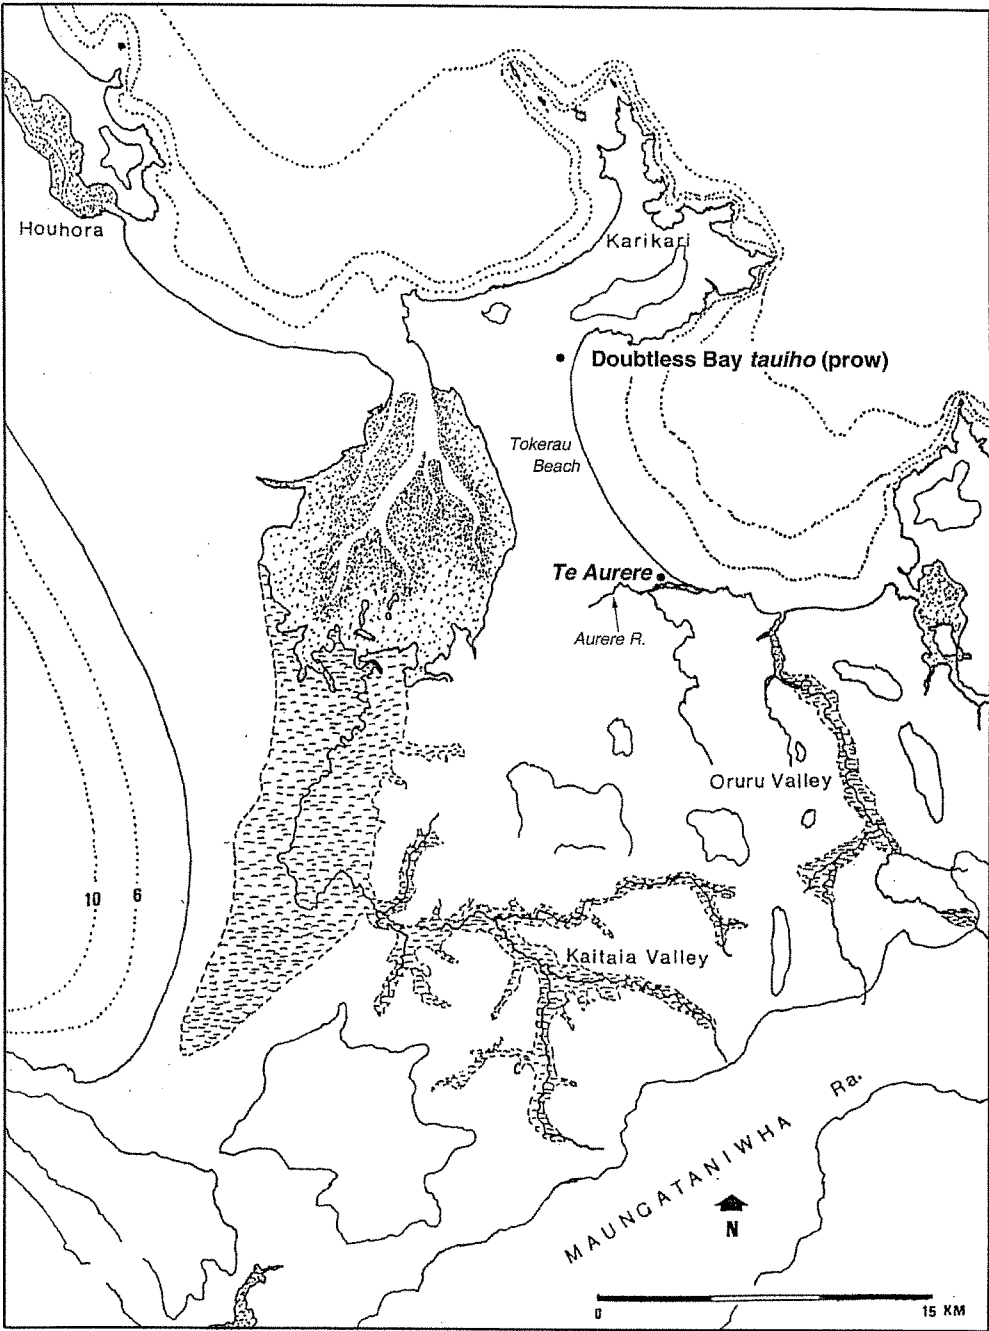 Houhora
Karikari
Doubtless Bay tauiho (prow)
Tokerau
Beach
Te Aurere
Aurere R.
Oruru Valley
10
6
Kaitaia Valley
MAUNGATANIWHA Ra.
N
0
15 KM